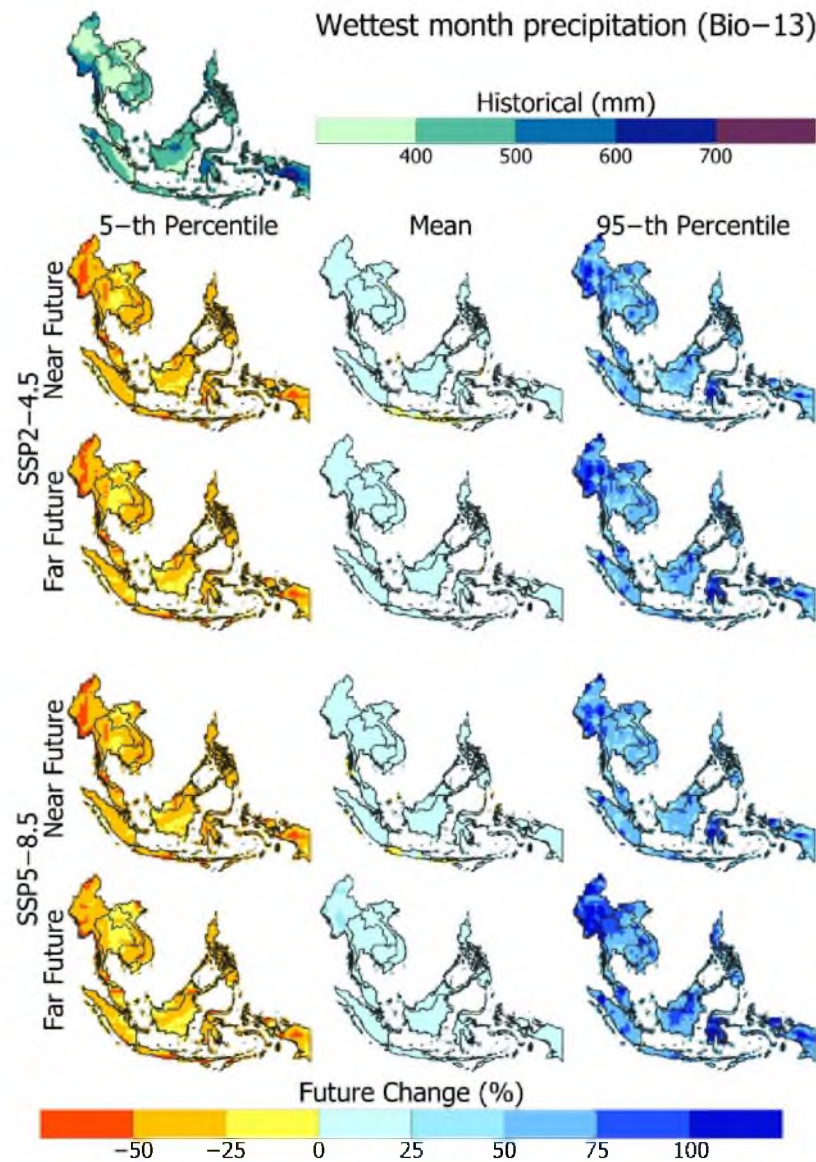 Wettest month precipitation (Bio−13)
Historical (mm)
400 500 600 700
5−th Percentile Mean 95−th Percentile
SSP2−4.5
Near Future
Far Future
SSP5−8.5
Near Future
Far Future
Future Change (%)
−50 −25 0 25 50 75 100